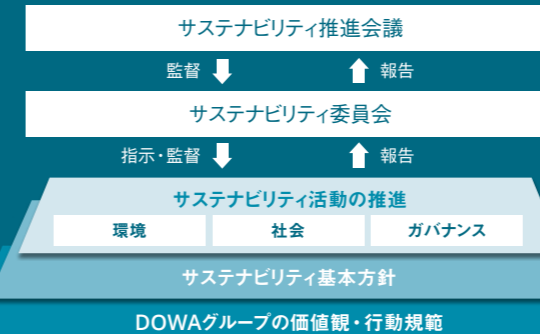 サステナビリティ推進会議
監督 報告
サステナビリティ委員会
指示・監督 報告
サステナビリティ活動の推進
環境 社会 ガバナンス
サステナビリティ基本方針
DOWAグループの価値観・行動規範